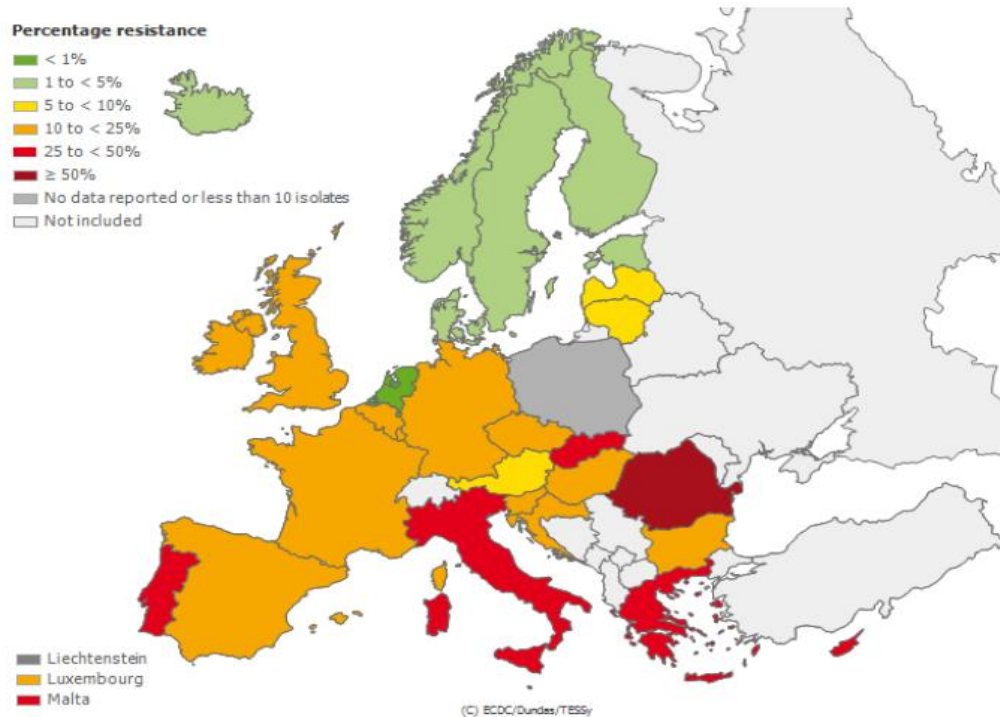 Percentage resistance
< 1%
1 to < 5%
5 to < 10%
10 to < 25%
25 to < 50%
≥ 50%
No data reported or less than 10 isolates
Not included
Liechtenstein
Luxembourg
Malta
(C) ECDC/Dundas/TESSy